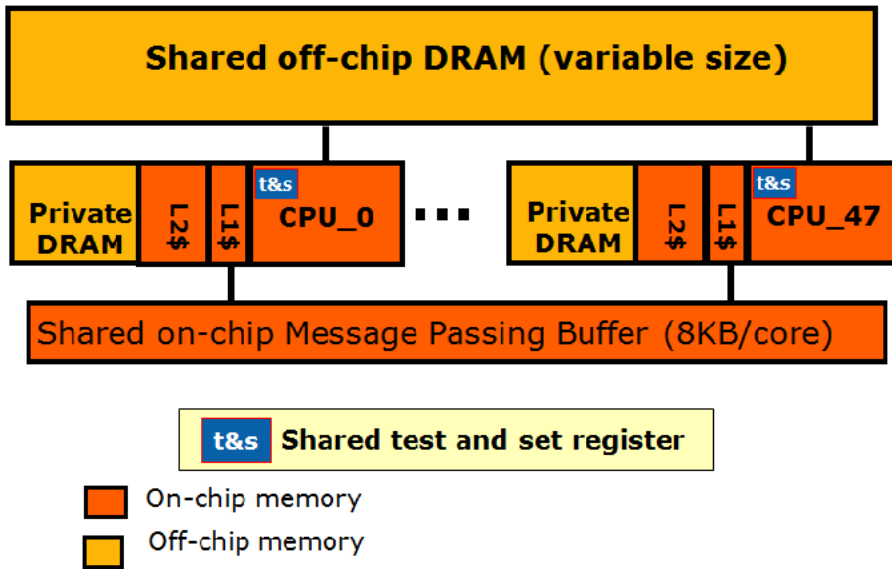 Shared off-chip DRAM (variable size)
Private
DRAM
L2$
L1$
t&s
CPU_0
...
Private
DRAM
L2$
L1$
t&s
CPU_47
Shared on-chip Message Passing Buffer (8KB/core)
t&s Shared test and set register
On-chip memory
Off-chip memory